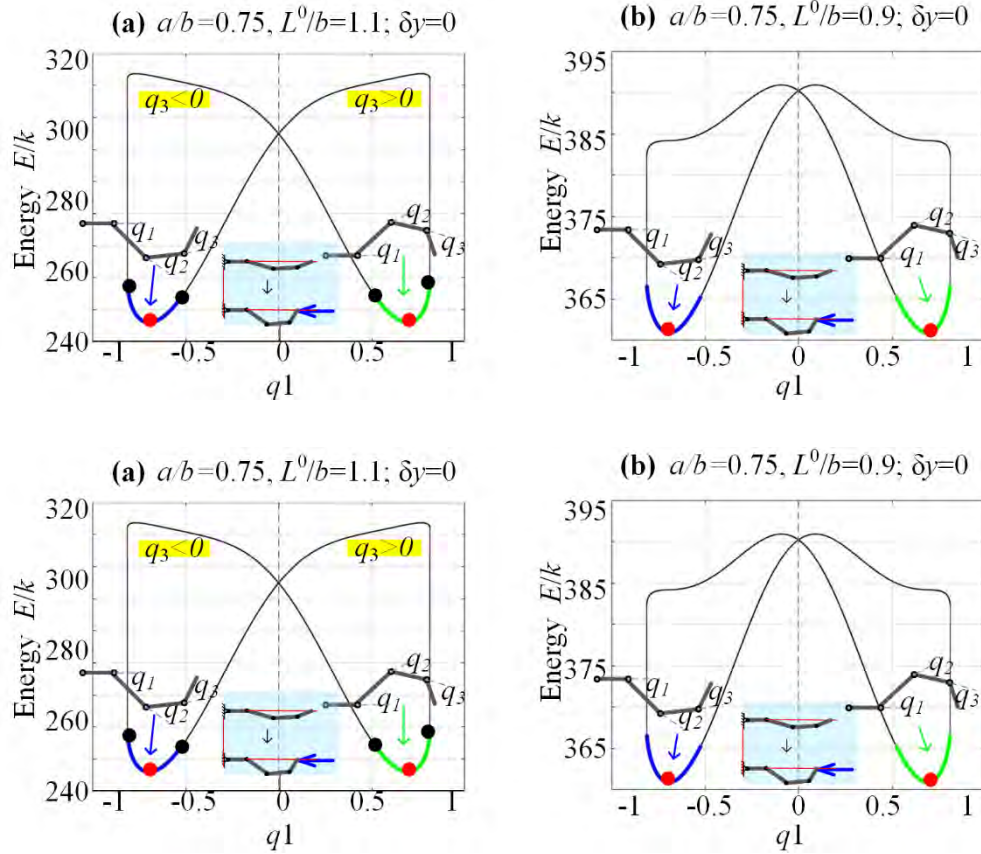 (a) a/b=0.75, L⁰/b=1.1; δy=0
(b) a/b=0.75, L⁰/b=0.9; δy=0
Energy E/k
320
300
280
260
240
q₃<0
q₃>0
q1
q2
q3
q2
q1
q3
-1
-0.5
0
0.5
1
q1
Energy E/k
395
385
375
365
q1
q2
q3
q2
q1
q3
-1
-0.5
0
0.5
1
q1
(a) a/b=0.75, L⁰/b=1.1; δy=0
(b) a/b=0.75, L⁰/b=0.9; δy=0
Energy E/k
320
300
280
260
240
q₃<0
q₃>0
q1
q2
q3
q2
q1
q3
-1
-0.5
0
0.5
1
q1
Energy E/k
395
385
375
365
q1
q2
q3
q2
q1
q3
-1
-0.5
0
0.5
1
q1